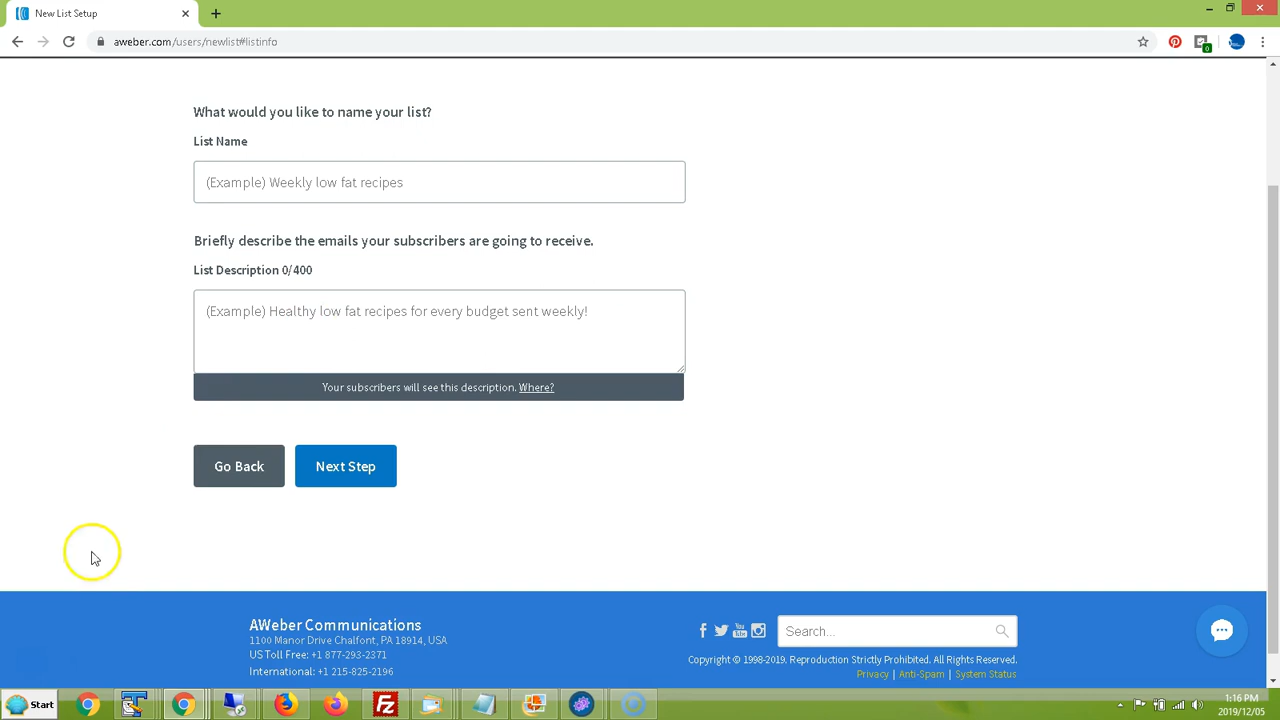 New List Setup
aweber.com/users/newlist#listinfo
0
What would you like to name your list?
List Name
(Example) Weekly low fat recipes
Briefly describe the emails your subscribers are going to receive.
List Description 0/400
(Example) Healthy low fat recipes for every budget sent weekly!
Your subscribers will see this description. Where?
Go Back
Next Step
AWeber Communications
1100 Manor Drive Chalfont, PA 18914, USA
US Toll Free: +1 877-293-2371
International: +1 215-825-2196
Search...
Copyright © 1998-2019. Reproduction Strictly Prohibited. All Rights Reserved.
Privacy | Anti-Spam | System Status
Start
1:16 PM
2019/12/05